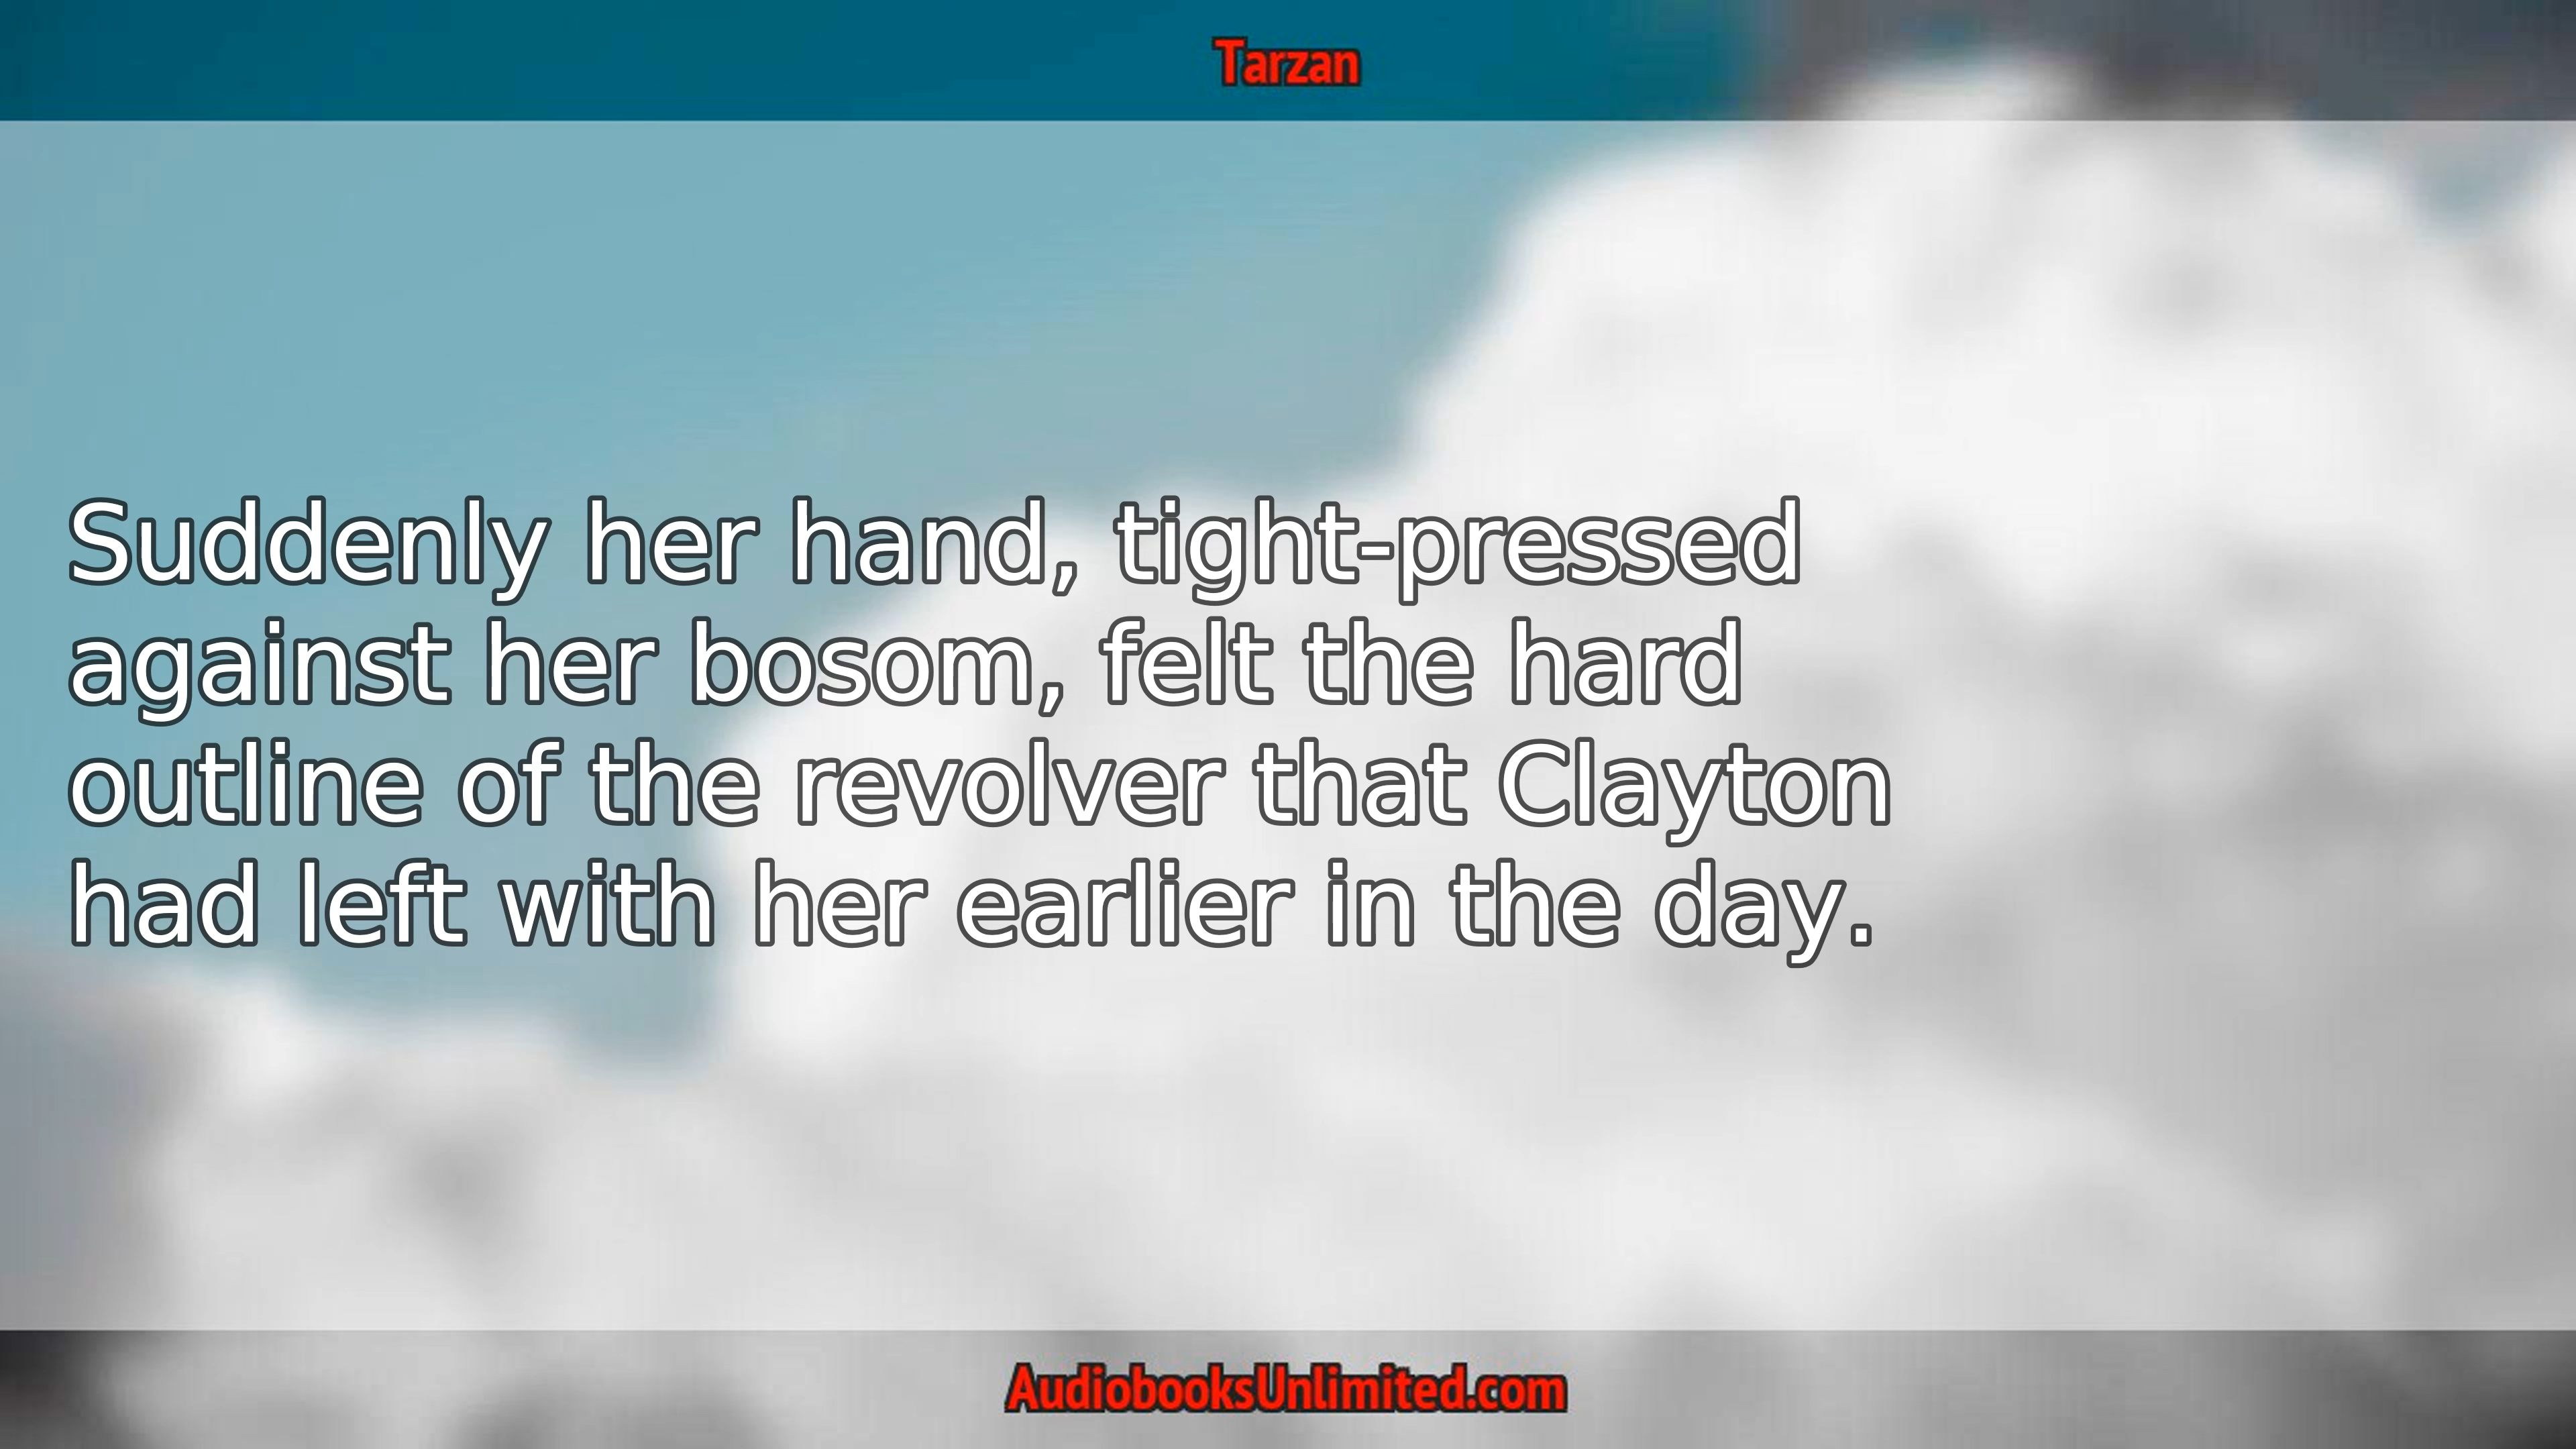 Tarzan
Suddenly her hand, tight-pressed
against her bosom, felt the hard
outline of the revolver that Clayton
had left with her earlier in the day.
AudiobooksUnlimited.com